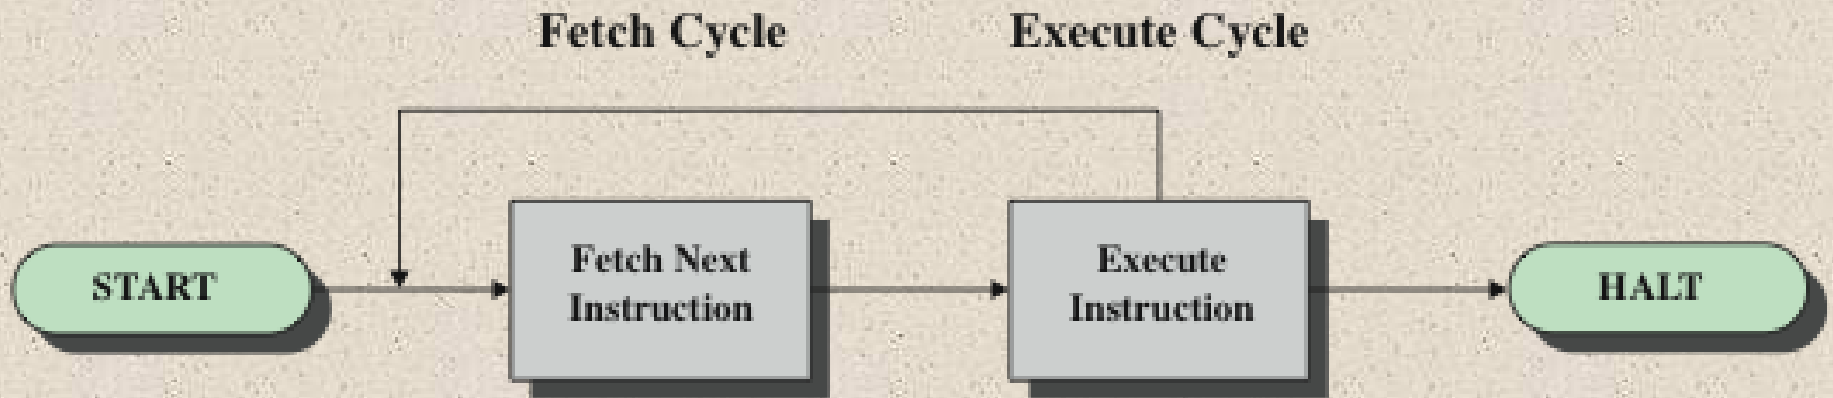 Fetch Cycle
Execute Cycle
START
Fetch Next
Instruction
Execute
Instruction
HALT